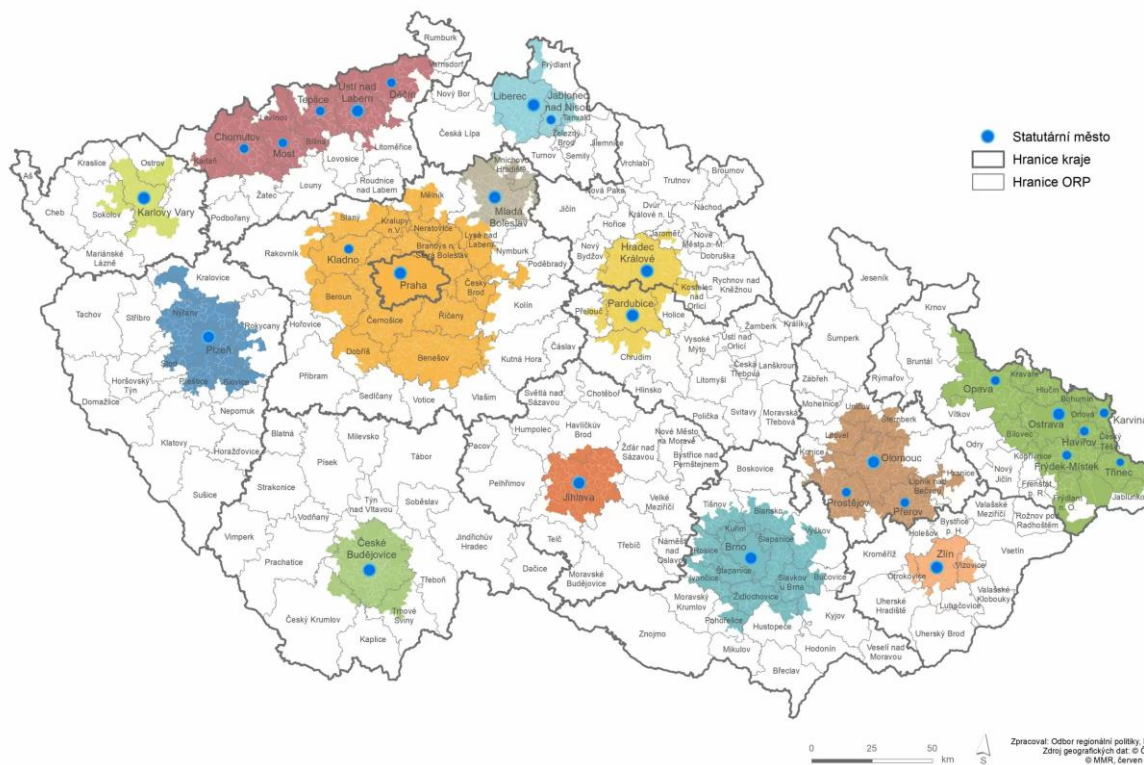 Rumburk
Varnsdorf
Frýdlant
Děčín
Ústí nad
Labem
Teplice
Litvínov
Chomutov
Most
Bílina
Kadaň
Nový Bor
Česká Lípa
Liberec
Jablonec
nad Nisou
Tanvald
Železný
Brod
Jilemnice
Turnov
Semily
Litoměřice
Lovosice
Roudnice
nad Labem
Louny
Žatec
Podbořany
Kraslice
Ostrov
Aš
Cheb
Sokolov
Karlovy Vary
Mariánské
Lázně
Mnichovo
Hradiště
Mladá
Boleslav
Mělník
Slaný
Kralupy
n.V.
Neratovice
Brandýs n. L.
Stará Boleslav
Lysá nad
Labem
Nymburk
Poděbrady
Rakovník
Kladno
Praha
Český
Brod
Kolín
Beroun
Černošice
Říčany
Hořovice
Dobříš
Benešov
Kutná Hora
Čáslav
Příbram
Sedlčany
Votice
Vlašim
Vrchlabí
Trutnov
Broumov
Nová Paka
Jičín
Dvůr
Králové n. L.
Náchod
Hořice
Jaroměř
Nové
Město n. M.
Nový
Bydžov
Hradec
Králové
Dobruška
Rychnov nad
Kněžnou
Kostelec
nad Orlicí
Pardubice
Přelouč
Holice
Chrudim
Vysoké
Mýto
Žamberk
Ústí nad
Orlicí
Králíky
Česká
Třebová
Lanškroun
Litomyšl
Hlinsko
Polička
Svitavy
Moravská
Třebová
Kralovice
Tachov
Stříbro
Nýřany
Rokycany
Plzeň
Stod
Přeštice
Blovice
Horšovský
Týn
Domažlice
Nepomuk
Klatovy
Horažďovice
Sušice
Blatná
Milevsko
Písek
Tábor
Strakonice
Týn
nad Vltavou
Soběslav
Vodňany
Vimperk
Prachatice
České
Budějovice
Jindřichův
Hradec
Dačice
Třeboň
Trhové
Sviny
Český Krumlov
Kaplice
Světlá nad
Sázavou
Chotěboř
Humpolec
Havlíčkův
Brod
Pacov
Pelhřimov
Žďár nad
Sázavou
Nové Město
na Moravě
Bystřice nad
Pernštejnem
Jihlava
Velké
Meziříčí
Telč
Třebíč
Náměšť
nad
Oslavou
Moravské
Budějovice
Boskovice
Tišnov
Blansko
Kuřim
Vyškov
Rosice
Brno
Šlapanice
Šlapanice
Ivančice
Slavkov
u Brna
Bučovice
Židlochovice
Moravský
Krumlov
Pohořelice
Hustopeče
Kyjov
Znojmo
Mikulov
Břeclav
Hodonín
Veselí nad
Moravou
Jeseník
Šumperk
Zábřeh
Mohelnice
Uničov
Šternberk
Litovel
Konice
Olomouc
Prostějov
Přerov
Lipník nad
Bečvou
Hranice
Krnov
Bruntál
Rýmařov
Opava
Kravaře
Hlučín
Bohumín
Orlová
Karviná
Ostrava
Havířov
Český
Těšín
Vítkov
Bílovec
Odry
Nový
Jičín
Kopřivnice
Frýdek-Místek
Třinec
Frenštát
p. R.
Frýdlant
n. O.
Jablunkov
Valašské
Meziříčí
Rožnov pod
Radhoštěm
Bystřice
p. H.
Holešov
Kroměříž
Zlín
Vizovice
Vsetín
Otrokovice
Valašské
Klobouky
Luhačovice
Uherské
Hradiště
Uherský Brod
Statutární město
Hranice kraje
Hranice ORP
0 25 50
km
S
Zpracoval: Odbor regionální politiky,
Zdroj geografických dat: ©
© MMR, červen